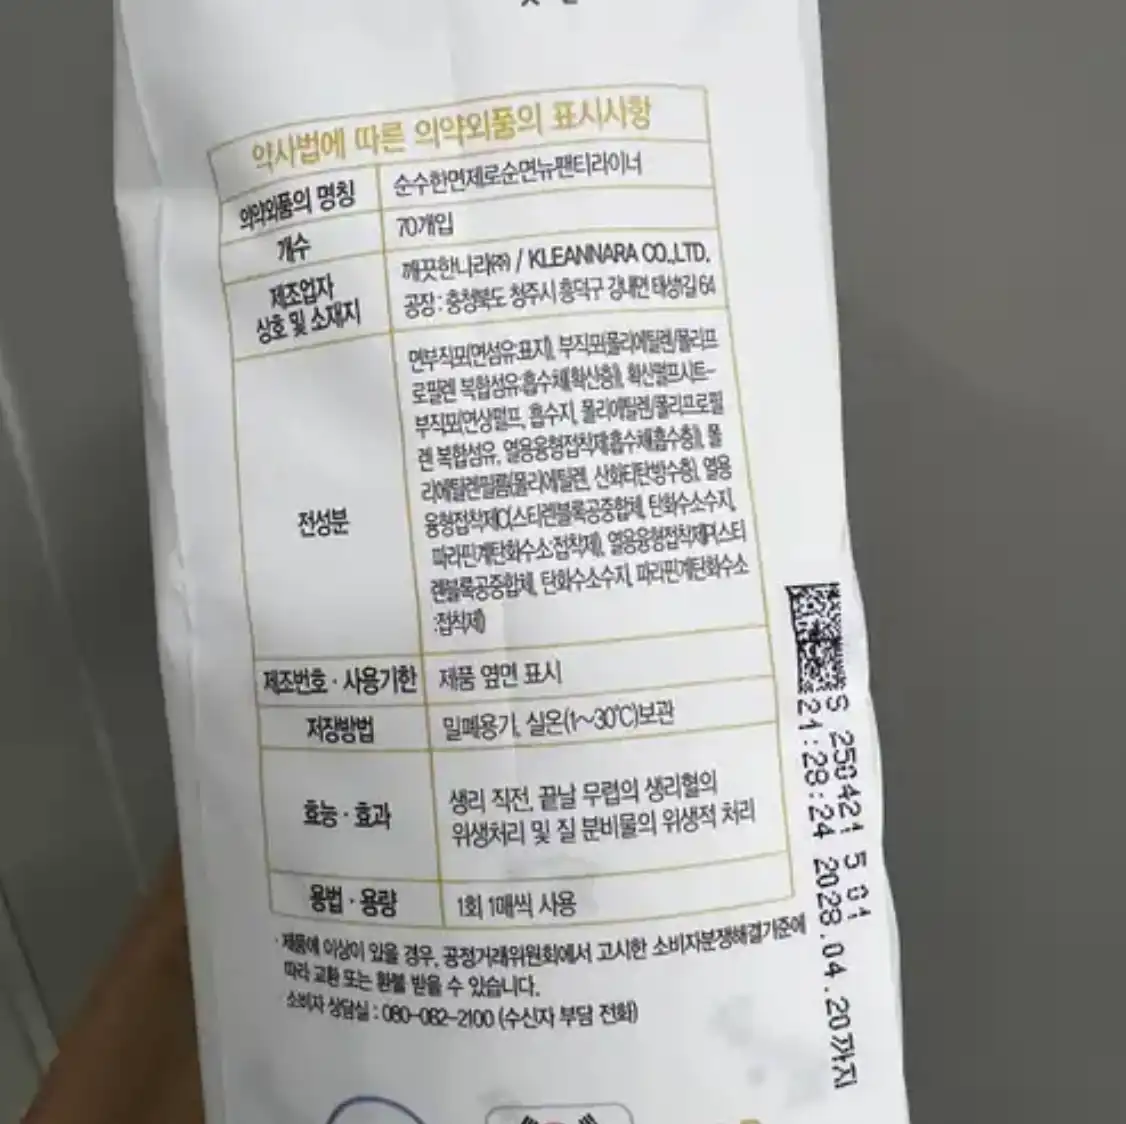 약사법에 따른 의약외품의 표시사항
의약외품의 명칭
순수한면제로순면뉴팬티라이너
개수
70개입
제조업자
상호 및 소재지
깨끗한나라㈜ / KLEANNARA CO.,LTD.
공장 : 충청북도 청주시 흥덕구 강내면 태성탑연로 64
전성분
면부직포(면섬유:표지), 부직포(폴리에틸렌/폴리프
로필렌 복합섬유:흡수체(확산층)), 확산펄프시트-
부직포(면상펄프, 흡수지, 폴리에틸렌/폴리프로필
렌 복합섬유, 열용융형접착제:흡수체(흡수층)), 폴
리에틸렌필름(폴리에틸렌, 산화티탄:방수층), 열용
융형접착제C(스티렌블록공중합체, 탄화수소수지,
파라핀계탄화수소:접착제), 열용융형접착제P(스티
렌블록공중합체, 탄화수소수지, 파라핀계탄화수소
:접착제)
제조번호 · 사용기한
제품 옆면 표시
저장방법
밀폐용기, 실온(1~30℃)보관
효능 · 효과
생리 직전, 끝날 무렵의 생리혈의
위생처리 및 질 분비물의 위생적 처리
용법 · 용량
1회 1매씩 사용
· 제품에 이상이 있을 경우, 공정거래위원회에서 고시한 소비자분쟁해결기준에
따라 교환 또는 환불 받을 수 있습니다.
소비자 상담실 : 080-082-2100 (수신자 부담 전화)
S 250421 5 01
21:28:24 2028.04.20까지